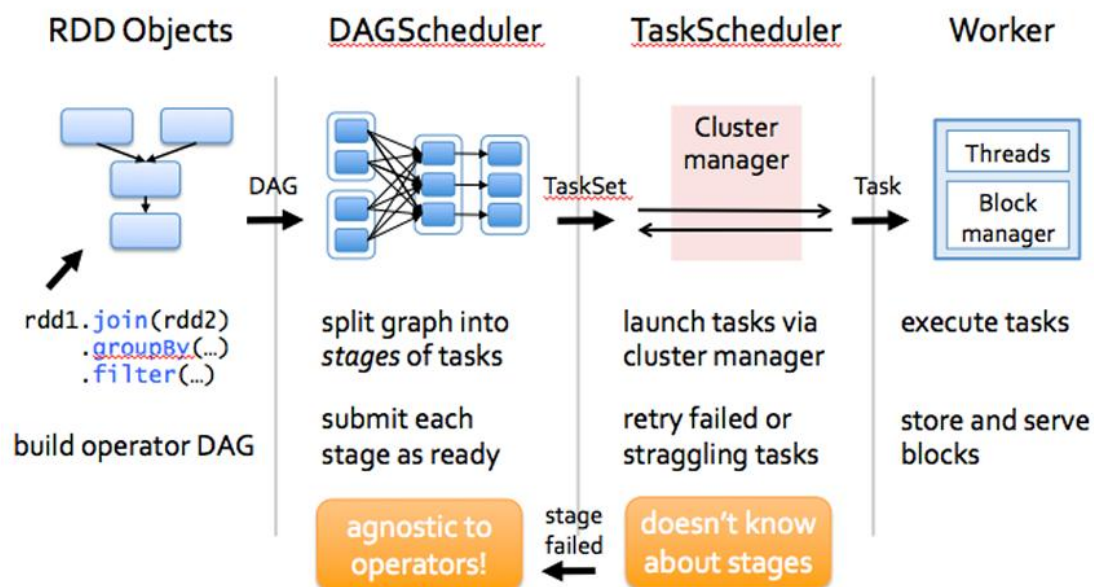 RDD Objects
DAGScheduler
TaskScheduler
Worker
DAG
TaskSet
Cluster
manager
Task
Threads
Block
manager
rdd1.join(rdd2)
.groupBy(…)
.filter(…)
build operator DAG
split graph into
stages of tasks
submit each
stage as ready
agnostic to
operators!
launch tasks via
cluster manager
retry failed or
straggling tasks
stage
failed
doesn't know
about stages
execute tasks
store and serve
blocks